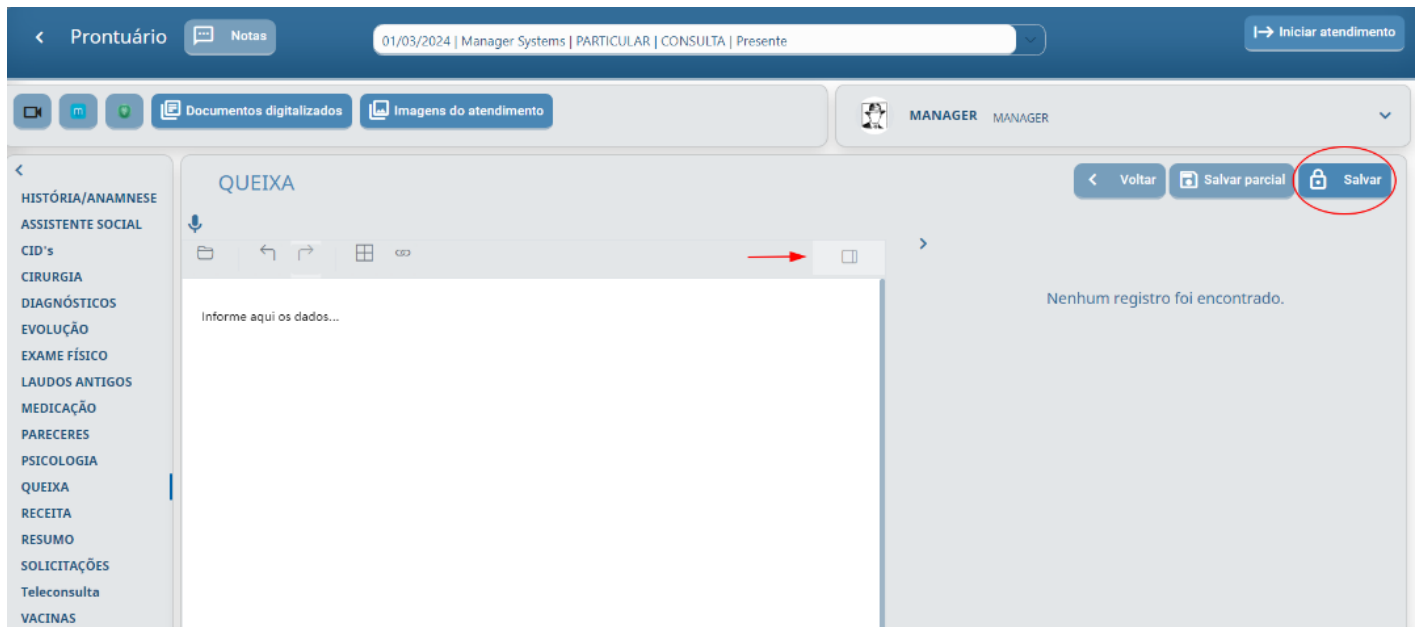 Prontuário
Notas
01/03/2024 | Manager Systems | PARTICULAR | CONSULTA | Presente
Iniciar atendimento
m
Documentos digitalizados
Imagens do atendimento
MANAGER MANAGER
HISTÓRIA/ANAMNESE
ASSISTENTE SOCIAL
CID's
CIRURGIA
DIAGNÓSTICOS
EVOLUÇÃO
EXAME FÍSICO
LAUDOS ANTIGOS
MEDICAÇÃO
PARECERES
PSICOLOGIA
QUEIXA
RECEITA
RESUMO
SOLICITAÇÕES
Teleconsulta
VACINAS
QUEIXA
Voltar
Salvar parcial
Salvar
Informe aqui os dados...
Nenhum registro foi encontrado.